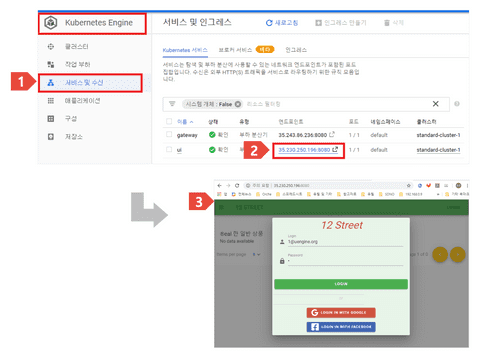 Kubernetes Engine
서비스 및 인그레스
새로고침
인그레스 만들기
삭제
클러스터
작업 부하
1
서비스 및 수신
애플리케이션
구성
저장소
Kubernetes 서비스
브로커 서비스
베타
인그레스
서비스는 탐색 및 부하 분산에 사용할 수 있는 네트워크 엔드포인트가 포함된 포드
집합입니다. 수신은 외부 HTTP(S) 트래픽을 서비스로 라우팅하기 위한 규칙 모음입
니다.
시스템 개체 : False
리소스 필터링
이름
상태
유형
엔드포인트
포드
네임스페이스
클러스터
gateway
확인
부하 분산기
35.243.86.236:8080
1 / 1
default
standard-cluster-1
ui
확인
부하
2
35.233.250.196:8080
1 / 1
default
standard-cluster-1
3
12 Street
Login
1@uengine.org
Password
LOGIN
LOG IN WITH GOOGLE
LOG IN WITH FACEBOOK
No data available